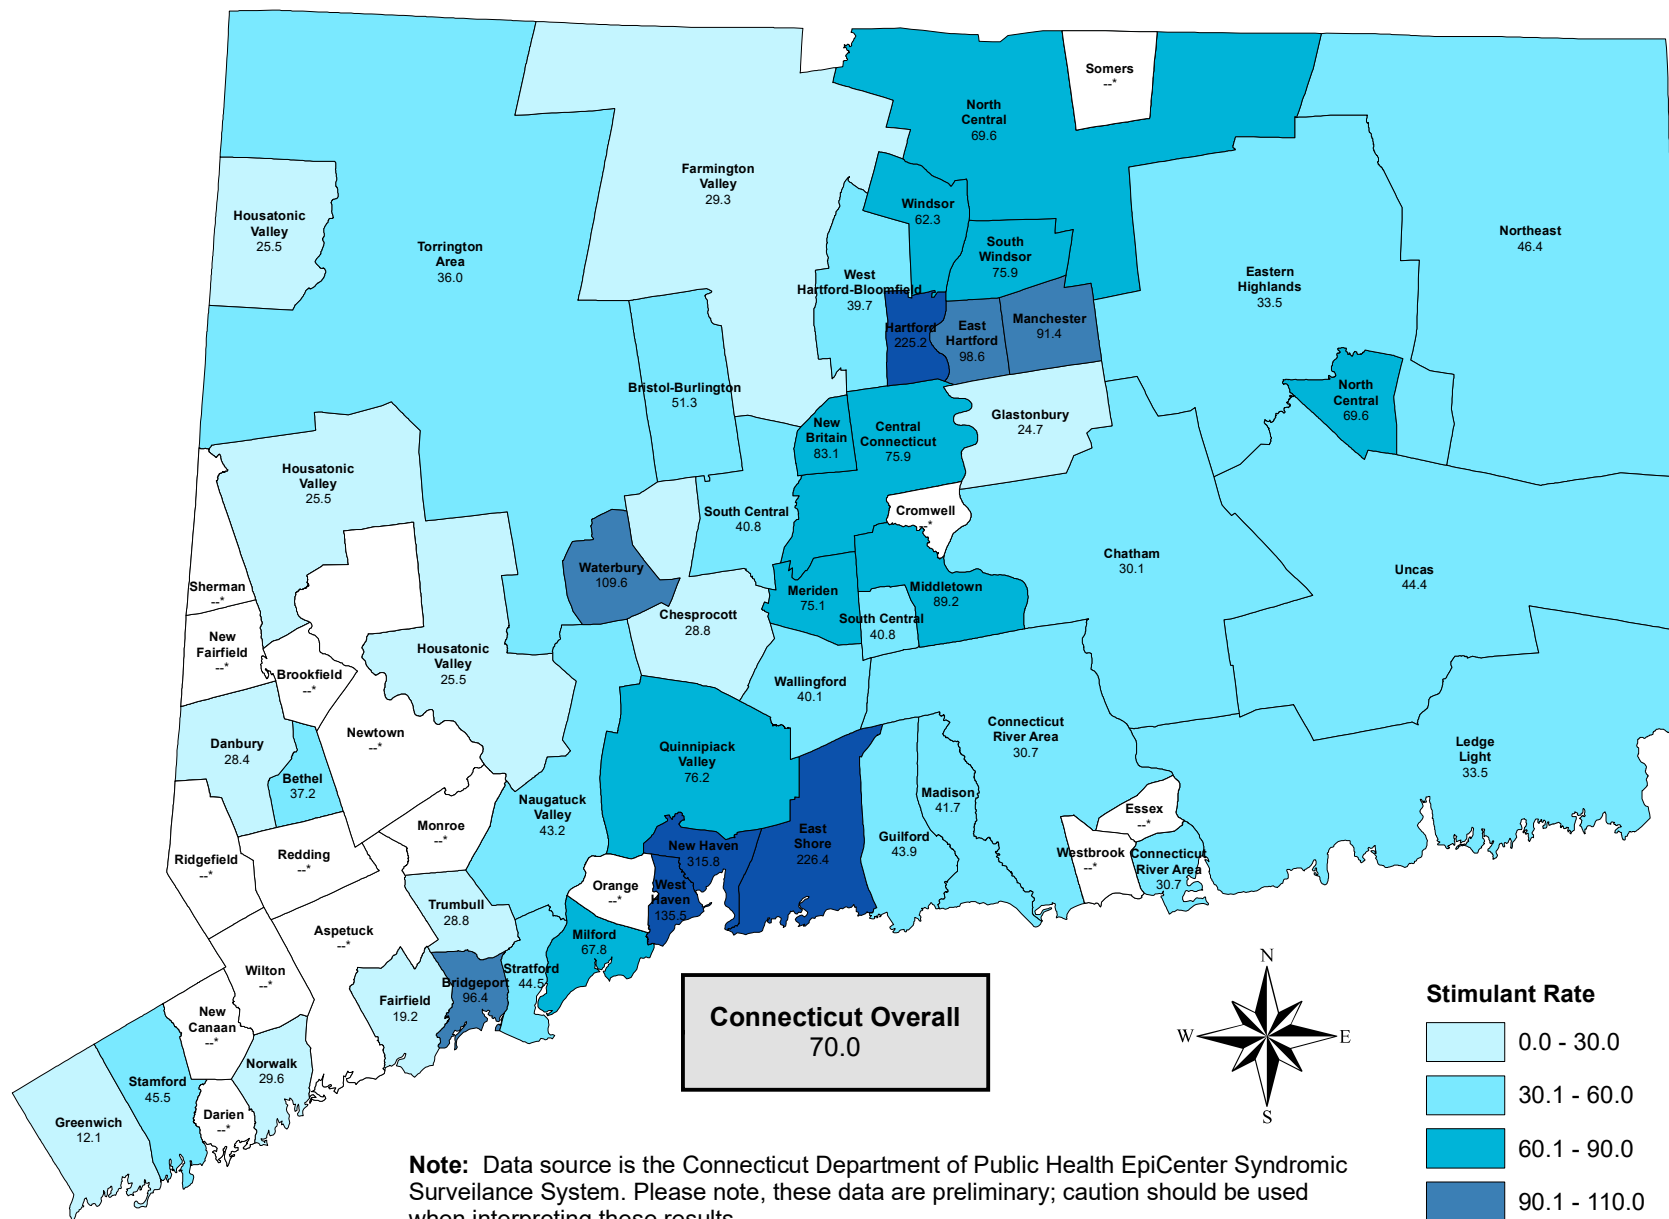 Somers
--*
North
Central
69.6
Farmington
Valley
29.3
Windsor
62.3
Housatonic
Valley
25.5
Torrington
Area
36.0
Northeast
46.4
South
Windsor
75.9
West
Hartford-Bloomfield
39.7
Eastern
Highlands
33.5
Hartford
225.2
East
Hartford
98.6
Manchester
91.4
Bristol-Burlington
51.3
North
Central
69.6
New
Britain
83.1
Central
Connecticut
75.9
Glastonbury
24.7
Housatonic
Valley
25.5
South Central
40.8
Cromwell
--*
Chatham
30.1
Uncas
44.4
Waterbury
109.6
Sherman
--*
Meriden
75.1
Middletown
89.2
South Central
40.8
Chesprocott
28.8
New
Fairfield
--*
Housatonic
Valley
25.5
Brookfield
--*
Wallingford
40.1
Newtown
--*
Connecticut
River Area
30.7
Danbury
28.4
Quinnipiack
Valley
76.2
Ledge
Light
33.5
Bethel
37.2
Naugatuck
Valley
43.2
Madison
41.7
Monroe
--*
Essex
--*
East
Shore
226.4
Guilford
43.9
New Haven
315.8
Ridgefield
--*
Redding
--*
Westbrook
--*
Connecticut
River Area
30.7
Orange
--*
West
Haven
135.5
Trumbull
28.8
Aspetuck
--*
Milford
67.8
Wilton
--*
Stratford
44.5
Bridgeport
96.4
Fairfield
19.2
New
Canaan
--*
Norwalk
29.6
Stamford
45.5
Darien
--*
Greenwich
12.1
Connecticut Overall
70.0
N
W
E
S
Stimulant Rate
0.0 - 30.0
30.1 - 60.0
60.1 - 90.0
90.1 - 110.0
Note: Data source is the Connecticut Department of Public Health EpiCenter Syndromic
Surveilance System. Please note, these data are preliminary; caution should be used
when interpreting these results